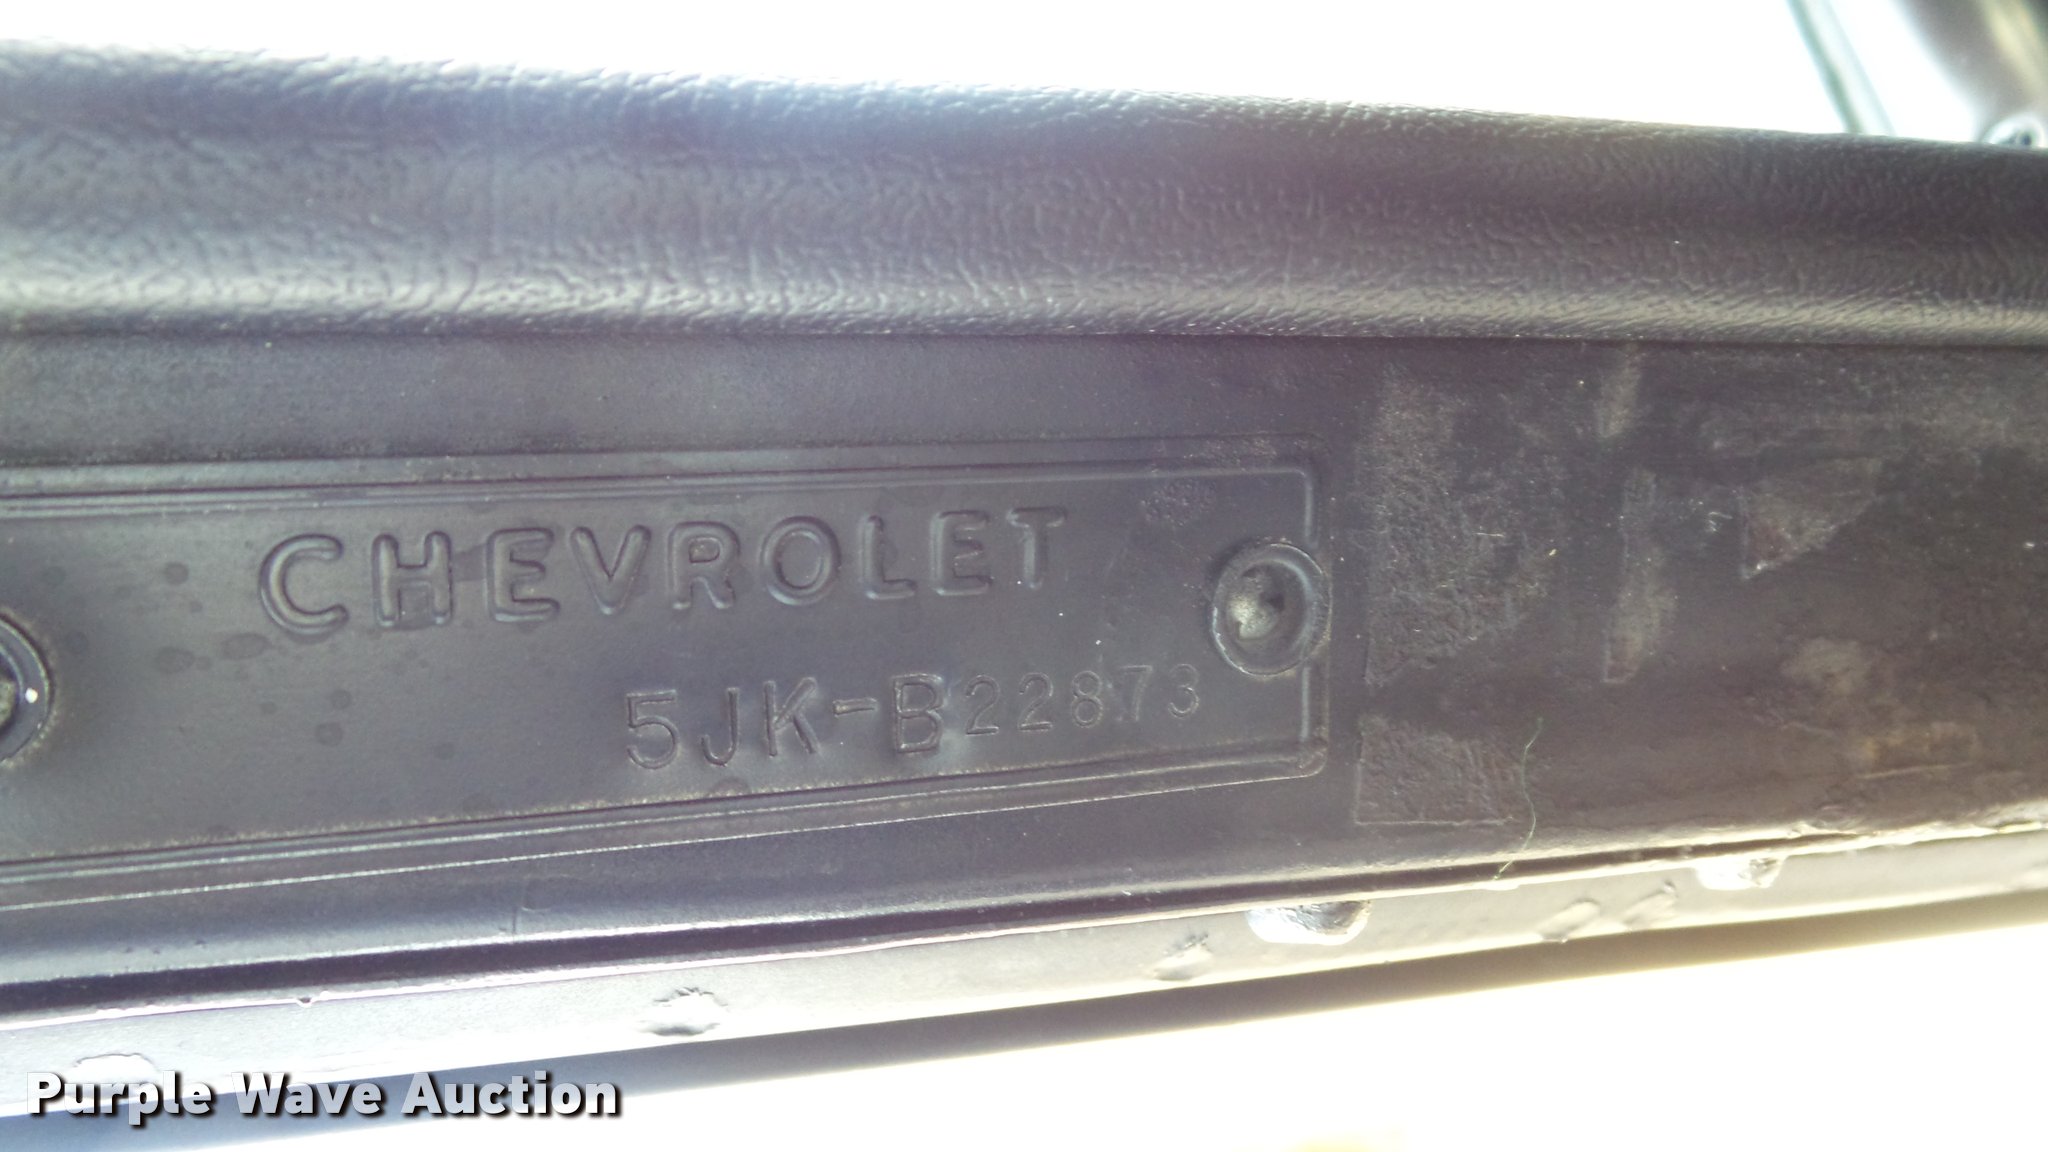 CHEVROLET
5JK-B22873
Purple Wave Auction